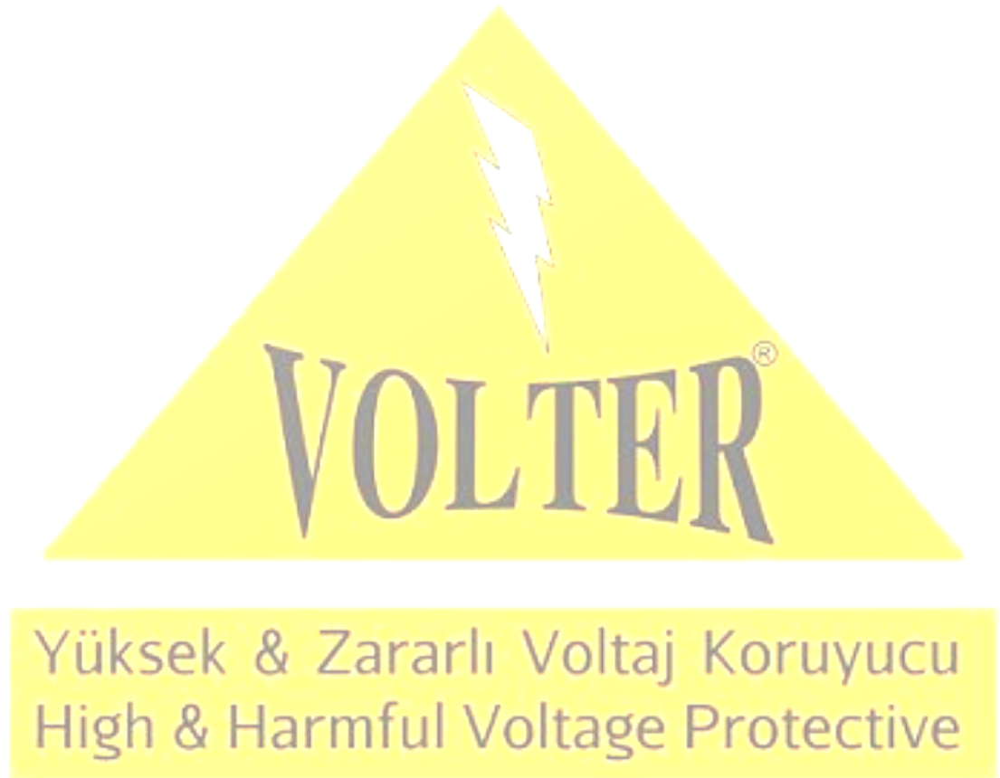 VOLTER®
Yüksek & Zararlı Voltaj Koruyucu
High & Harmful Voltage Protective